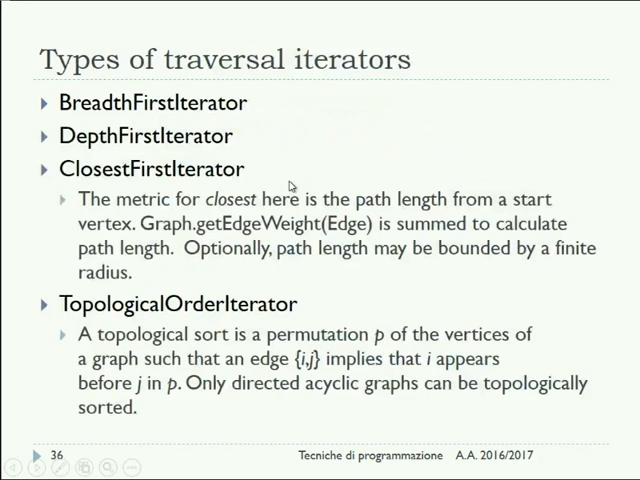 Types of traversal iterators
BreadthFirstIterator
DepthFirstIterator
ClosestFirstIterator
The metric for closest here is the path length from a start
vertex. Graph.getEdgeWeight(Edge) is summed to calculate
path length. Optionally, path length may be bounded by a finite
radius.
TopologicalOrderIterator
A topological sort is a permutation p of the vertices of
a graph such that an edge {i,j} implies that i appears
before j in p. Only directed acyclic graphs can be topologically
sorted.
36 Tecniche di programmazione A.A. 2016/2017